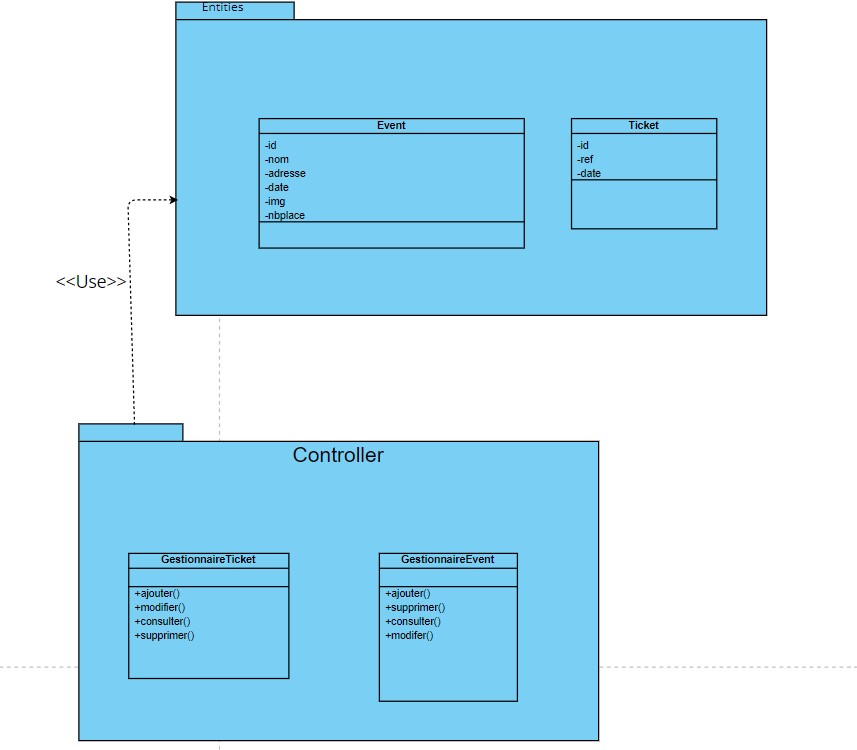 Entities
Event
-id
-nom
-adresse
-date
-img
-nbplace
Ticket
-id
-ref
-date
<<Use>>
Controller
GestionnaireTicket
+ajouter()
+modifier()
+consulter()
+supprimer()
GestionnaireEvent
+ajouter()
+supprimer()
+consulter()
+modifer()